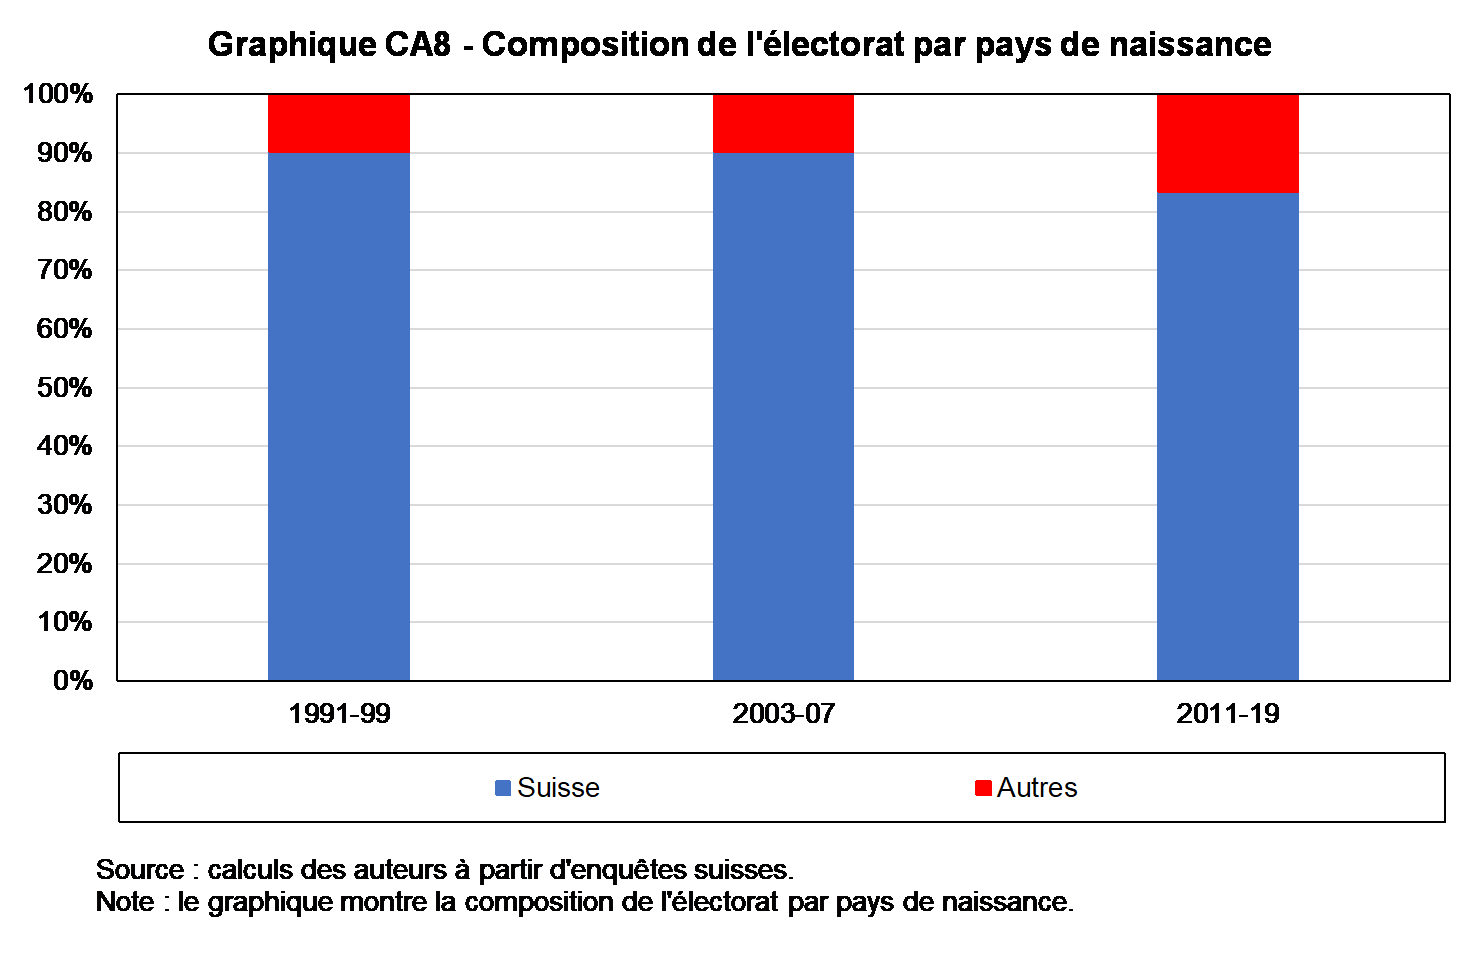 Graphique CA8 - Composition de l'électorat par pays de naissance
100%
90%
80%
70%
60%
50%
40%
30%
20%
10%
0%
1991-99 2003-07 2011-19
Suisse Autres
Source : calculs des auteurs à partir d'enquêtes suisses.
Note : le graphique montre la composition de l'électorat par pays de naissance.